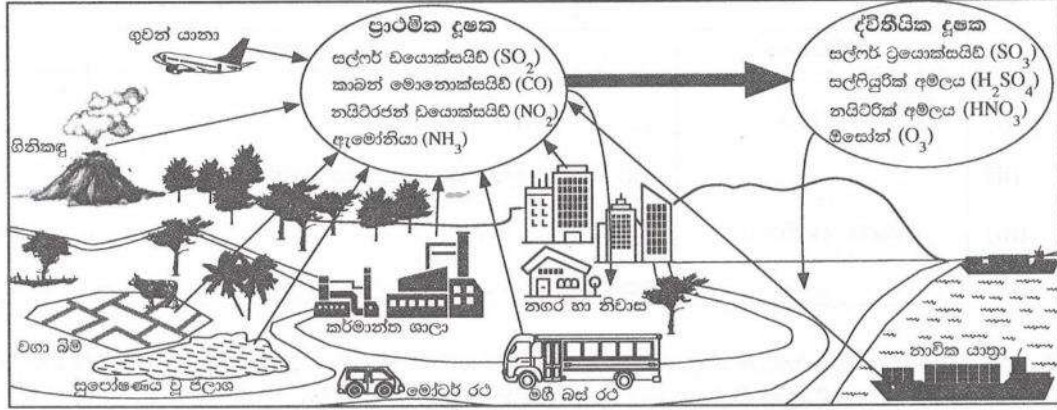 ගුවන් යානා
ගිනිකඳු
ප්‍රාථමික දූෂක
සල්ෆර් ඩයොක්සයිඩ් (SO2)
කාබන් මොනොක්සයිඩ් (CO)
නයිට්රජන් ඩයොක්සයිඩ් (NO2)
ඇමෝනියා (NH3)
ද්විතීයික දූෂක
සල්ෆර් ට්‍රයොක්සයිඩ් (SO3)
සල්ෆියුරික් අම්ලය (H2SO4)
නයිට්රික් අම්ලය (HNO3)
ඕසෝන් (O3)
වගා බිම්
සුපෝෂණය වූ ජලාශ
කර්මාන්ත ශාලා
මෝටර් රථ
මගී බස් රථ
නගර හා නිවාස
නාවික යාත්‍රා